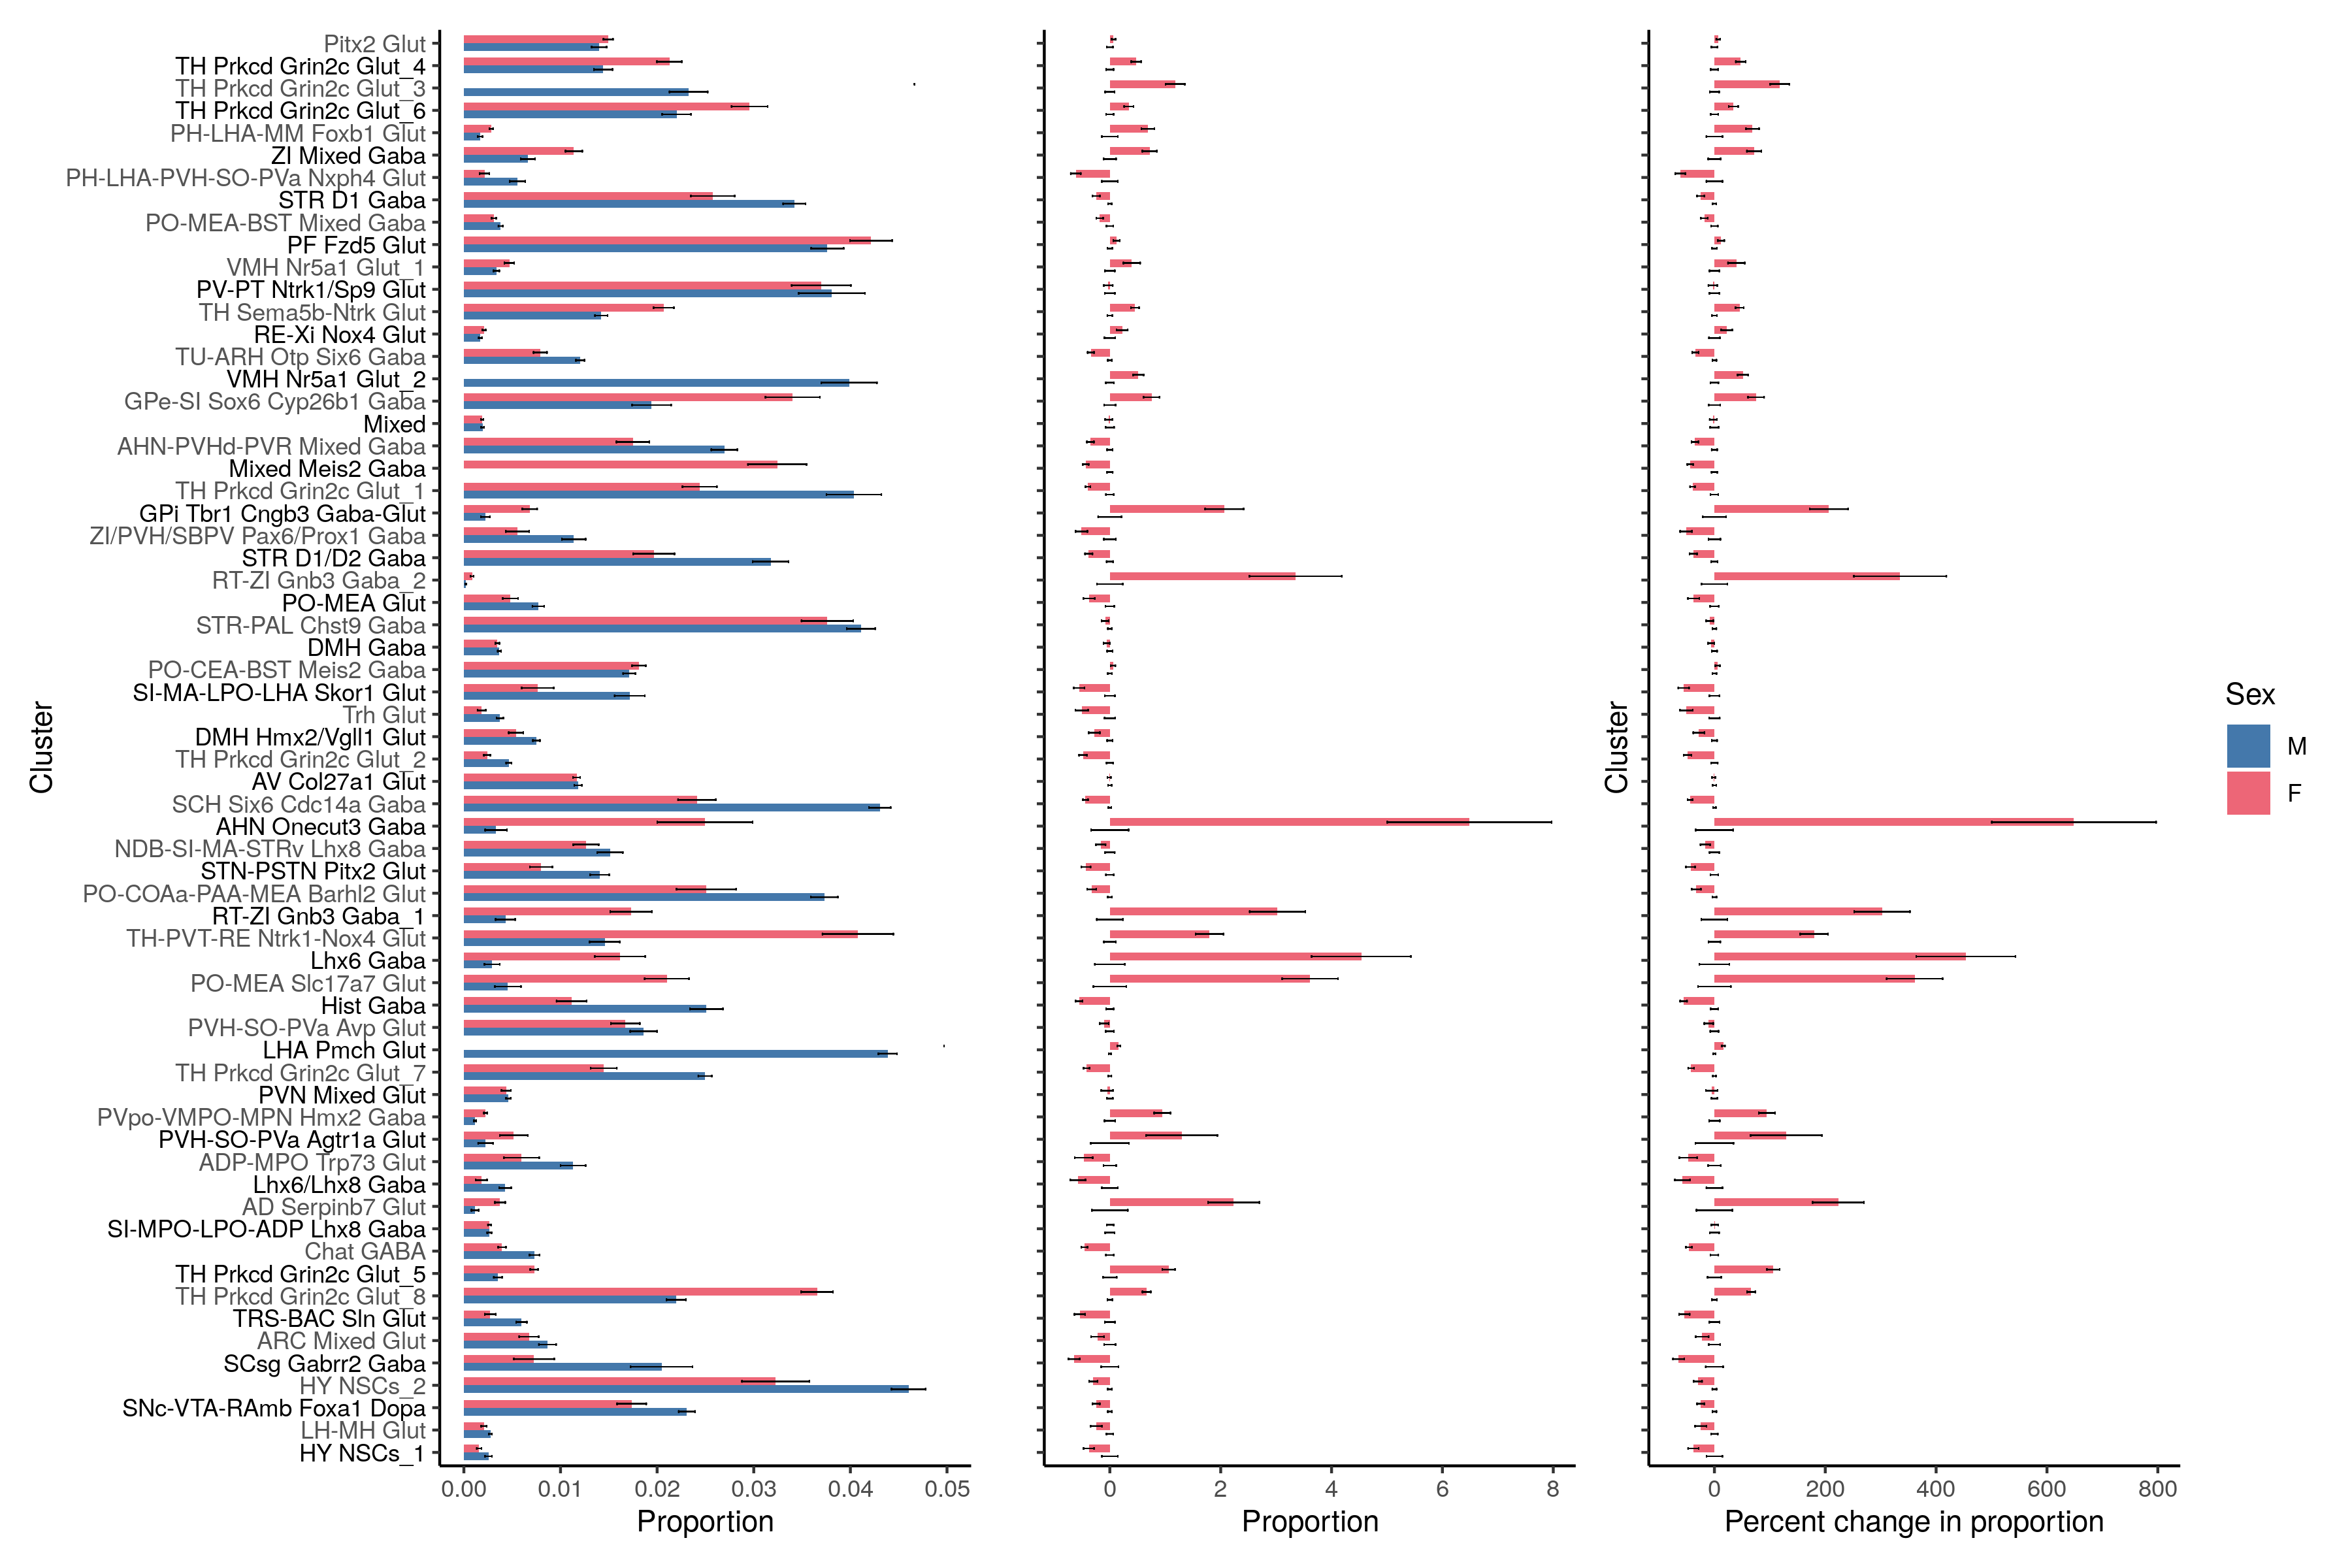 Cluster
Pitx2 Glut
TH Prkcd Grin2c Glut_4
TH Prkcd Grin2c Glut_3
TH Prkcd Grin2c Glut_6
PH-LHA-MM Foxb1 Glut
ZI Mixed Gaba
PH-LHA-PVH-SO-PVa Nxph4 Glut
STR D1 Gaba
PO-MEA-BST Mixed Gaba
PF Fzd5 Glut
VMH Nr5a1 Glut_1
PV-PT Ntrk1/Sp9 Glut
TH Sema5b-Ntrk Glut
RE-Xi Nox4 Glut
TU-ARH Otp Six6 Gaba
VMH Nr5a1 Glut_2
GPe-SI Sox6 Cyp26b1 Gaba
Mixed
AHN-PVHd-PVR Mixed Gaba
Mixed Meis2 Gaba
TH Prkcd Grin2c Glut_1
GPi Tbr1 Cngb3 Gaba-Glut
ZI/PVH/SBPV Pax6/Prox1 Gaba
STR D1/D2 Gaba
RT-ZI Gnb3 Gaba_2
PO-MEA Glut
STR-PAL Chst9 Gaba
DMH Gaba
PO-CEA-BST Meis2 Gaba
SI-MA-LPO-LHA Skor1 Glut
Trh Glut
DMH Hmx2/Vgll1 Glut
TH Prkcd Grin2c Glut_2
AV Col27a1 Glut
SCH Six6 Cdc14a Gaba
AHN Onecut3 Gaba
NDB-SI-MA-STRv Lhx8 Gaba
STN-PSTN Pitx2 Glut
PO-COAa-PAA-MEA Barhl2 Glut
RT-ZI Gnb3 Gaba_1
TH-PVT-RE Ntrk1-Nox4 Glut
Lhx6 Gaba
PO-MEA Slc17a7 Glut
Hist Gaba
PVH-SO-PVa Avp Glut
LHA Pmch Glut
TH Prkcd Grin2c Glut_7
PVN Mixed Glut
PVpo-VMPO-MPN Hmx2 Gaba
PVH-SO-PVa Agtr1a Glut
ADP-MPO Trp73 Glut
Lhx6/Lhx8 Gaba
AD Serpinb7 Glut
SI-MPO-LPO-ADP Lhx8 Gaba
Chat GABA
TH Prkcd Grin2c Glut_5
TH Prkcd Grin2c Glut_8
TRS-BAC Sln Glut
ARC Mixed Glut
SCsg Gabrr2 Gaba
HY NSCs_2
SNc-VTA-RAmb Foxa1 Dopa
LH-MH Glut
HY NSCs_1
0.00 0.01 0.02 0.03 0.04 0.05
Proportion
0 2 4 6 8
Proportion
Cluster
0 200 400 600 800
Percent change in proportion
Sex
M
F